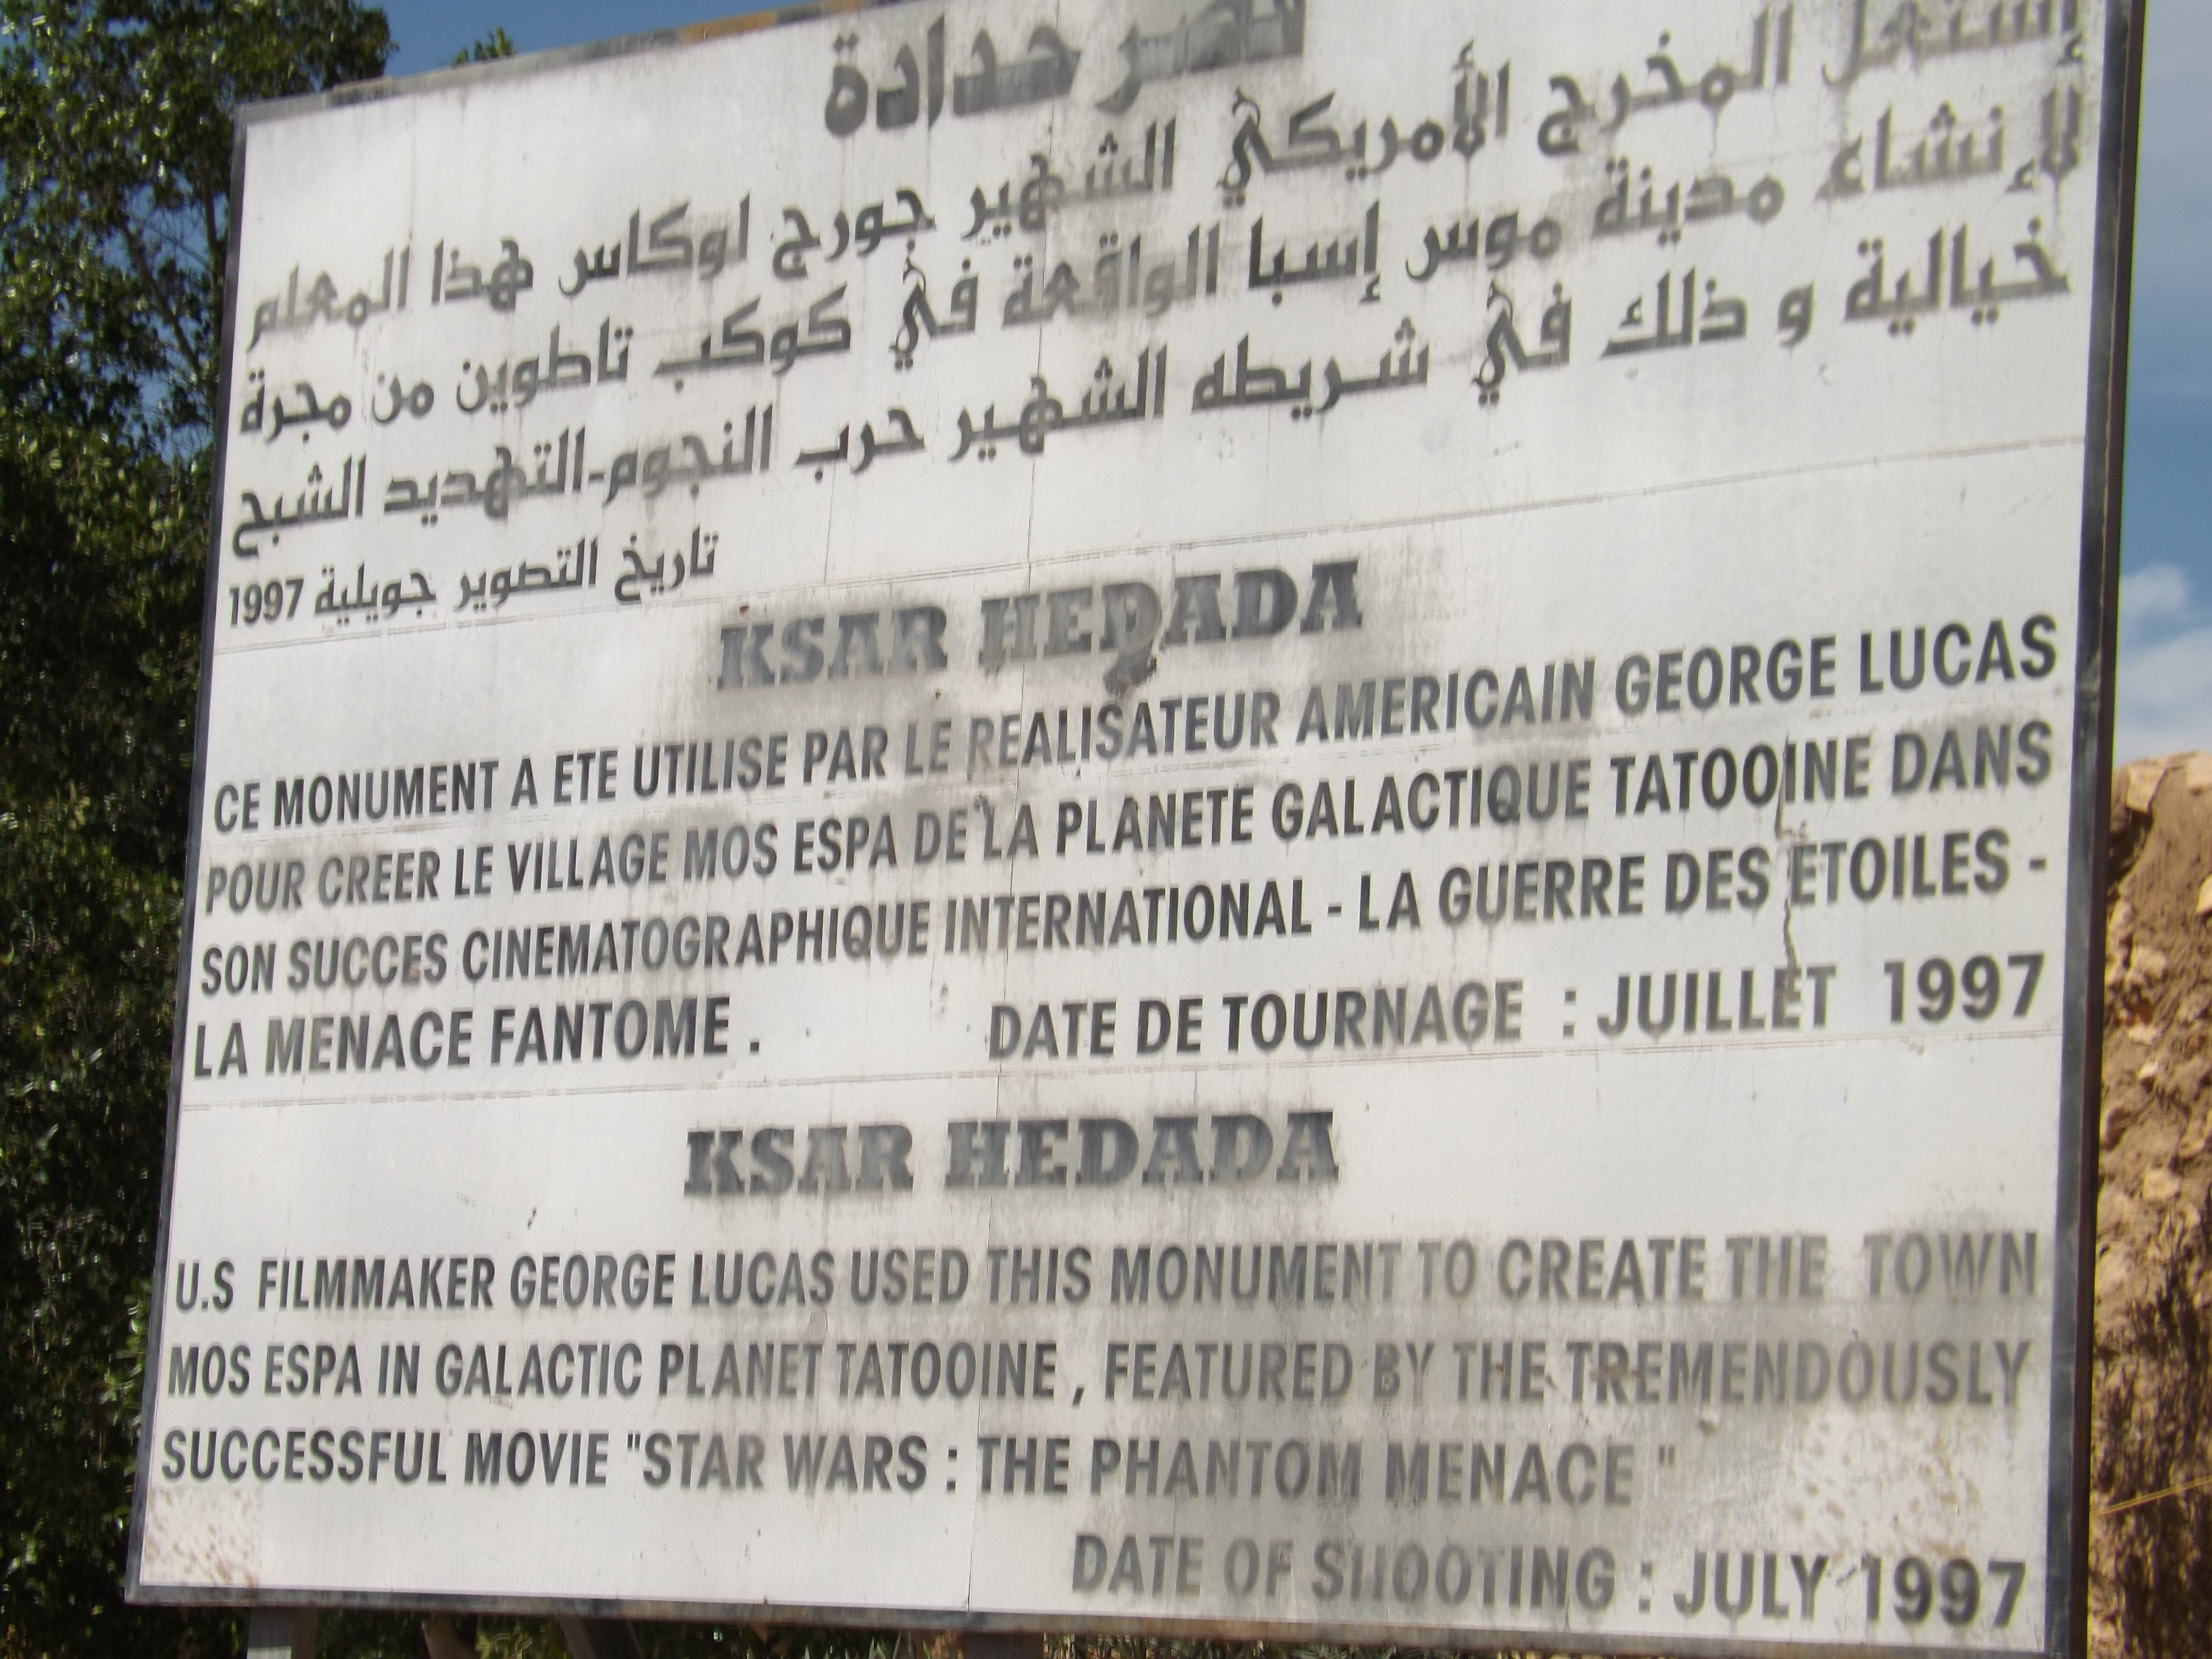 قصر حدادة
إستغل المخرج الأمريكي الشهير جورج لوكاس هذا المعلم
لإنشاء مدينة موس إسبا الواقعة في كوكب تاطوين من مجرة
خيالية و ذلك في شريطه الشهير حرب النجوم-التهديد الشبح
تاريخ التصوير جويلية 1997
KSAR HEDADA
CE MONUMENT A ETE UTILISE PAR LE REALISATEUR AMERICAIN GEORGE LUCAS
POUR CREER LE VILLAGE MOS ESPA DE LA PLANETE GALACTIQUE TATOOINE DANS
SON SUCCES CINEMATOGRAPHIQUE INTERNATIONAL - LA GUERRE DES ETOILES -
LA MENACE FANTOME . DATE DE TOURNAGE : JUILLET 1997
KSAR HEDADA
U.S FILMMAKER GEORGE LUCAS USED THIS MONUMENT TO CREATE THE TOWN
MOS ESPA IN GALACTIC PLANET TATOOINE , FEATURED BY THE TREMENDOUSLY
SUCCESSFUL MOVIE "STAR WARS : THE PHANTOM MENACE "
DATE OF SHOOTING : JULY 1997